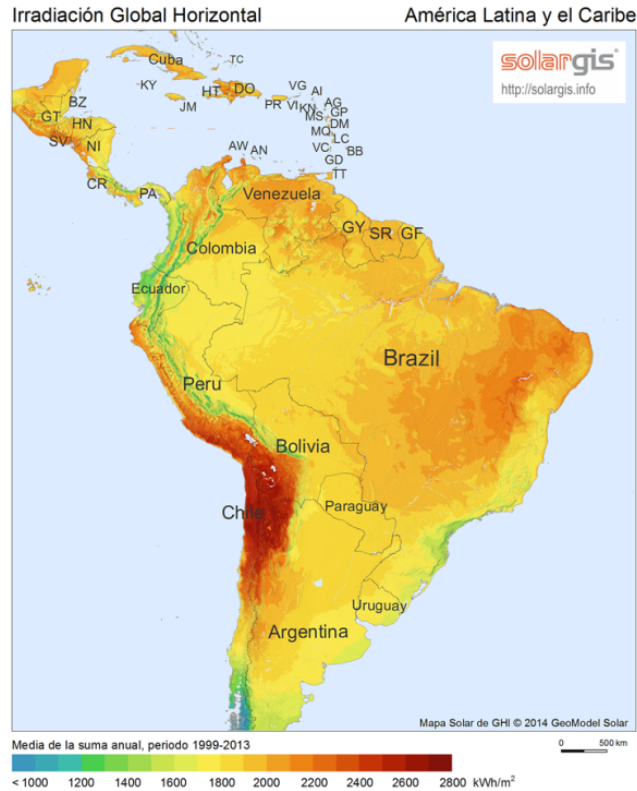 Irradiación Global Horizontal
América Latina y el Caribe
solargis
http://solargis.info
Cuba
TC
BZ
KY
HT
DO
VG
AI
GT
HN
JM
PR
VI
KN
AG
MS
GP
DM
SV
NI
MQ
LC
VC
BB
AW
AN
GD
TT
CR
PA
Venezuela
GY
SR
GF
Colombia
Ecuador
Brazil
Peru
Bolivia
Chile
Paraguay
Uruguay
Argentina
Mapa Solar de GHI © 2014 GeoModel Solar
Media de la suma anual, periodo 1999-2013
0 500 km
< 1000 1200 1400 1600 1800 2000 2200 2400 2600 2800 kWh/m²